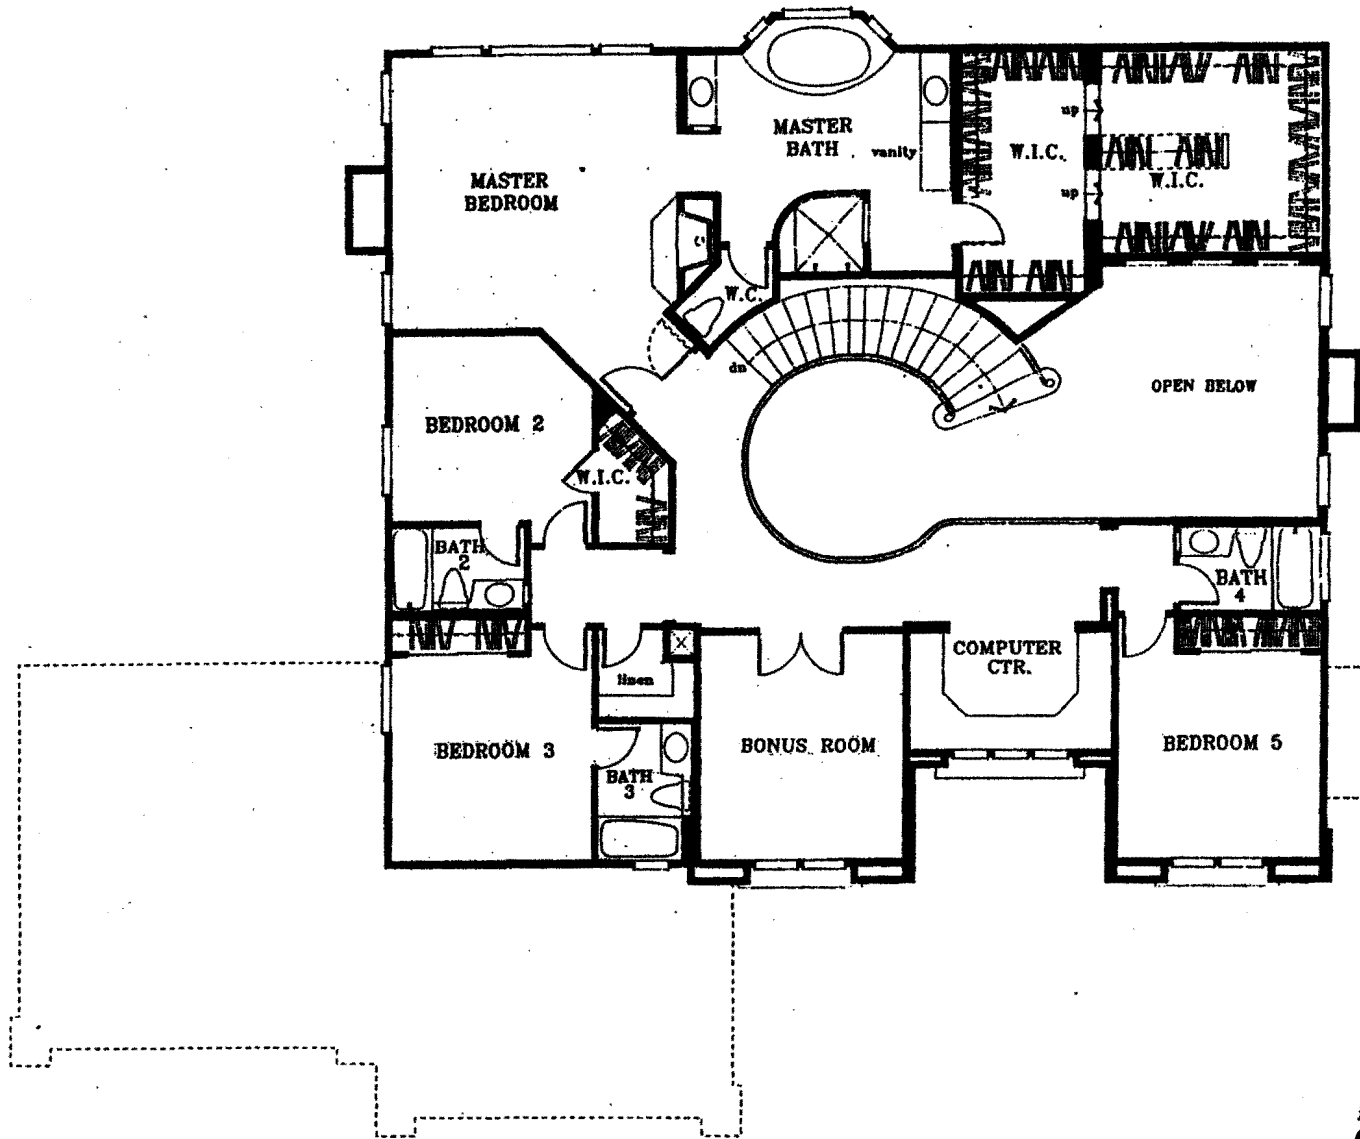 MASTER
BATH
vanity
up
W.I.C.
up
W.I.C.
MASTER
BEDROOM
W.C.
dn
OPEN BELOW
BEDROOM 2
W.I.C.
BATH
2
BATH
4
COMPUTER
CTR.
linen
BEDROOM 3
BONUS ROOM
BEDROOM 5
BATH
3